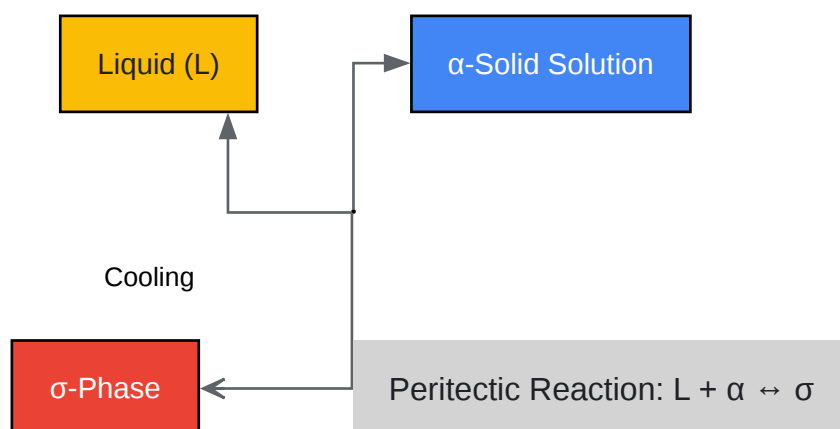 Liquid (L)
α-Solid Solution
Cooling
σ-Phase
Peritectic Reaction: L + α ↔ σ